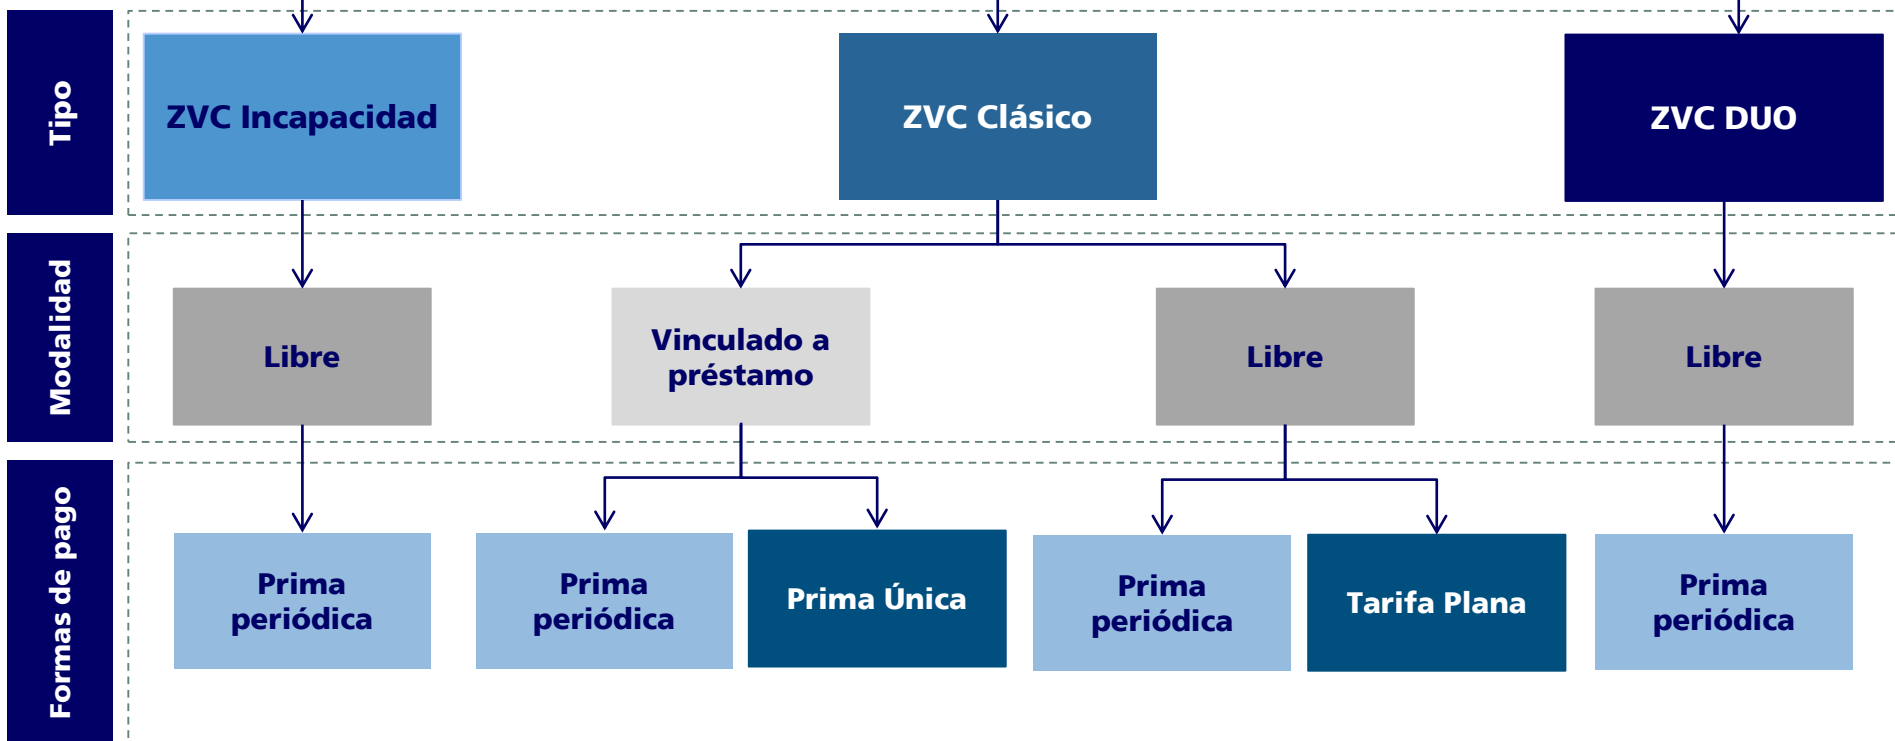 Tipo
ZVC Incapacidad
ZVC Clásico
ZVC DUO
Modalidad
Libre
Vinculado a
préstamo
Libre
Libre
Formas de pago
Prima
periódica
Prima
periódica
Prima Única
Prima
periódica
Tarifa Plana
Prima
periódica